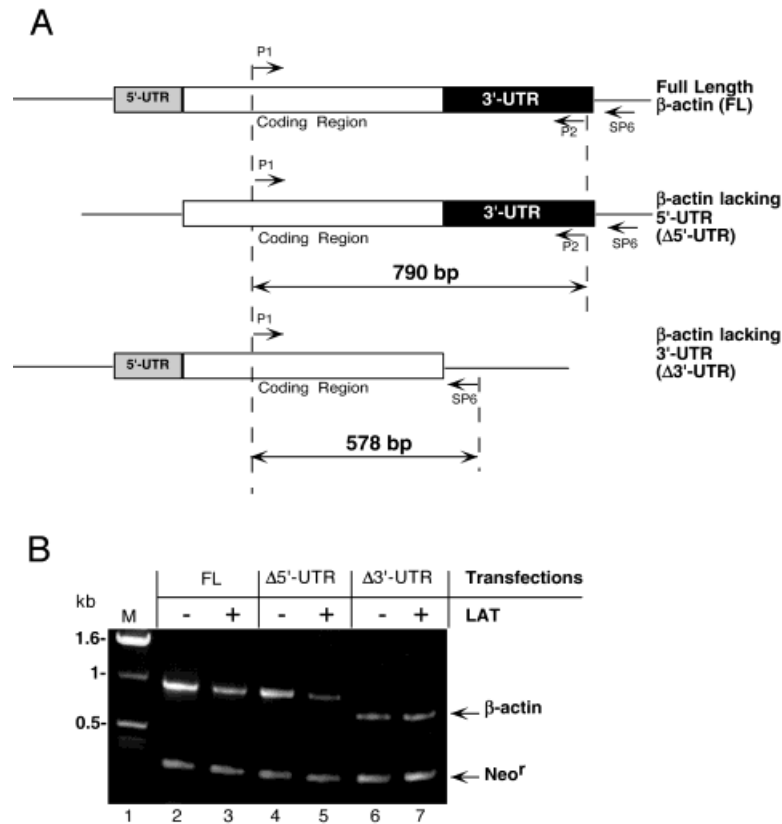 A
P1
5'-UTR
3'-UTR
Full Length
β-actin (FL)
Coding Region
P2
SP6
P1
3'-UTR
β-actin lacking
5'-UTR
(Δ5'-UTR)
Coding Region
P2
SP6
790 bp
P1
β-actin lacking
3'-UTR
(Δ3'-UTR)
5'-UTR
Coding Region
SP6
578 bp
B
FL Δ5'-UTR Δ3'-UTR Transfections
kb
M - + - + - + LAT
1.6-
1-
0.5-
β-actin
Neoʳ
1 2 3 4 5 6 7